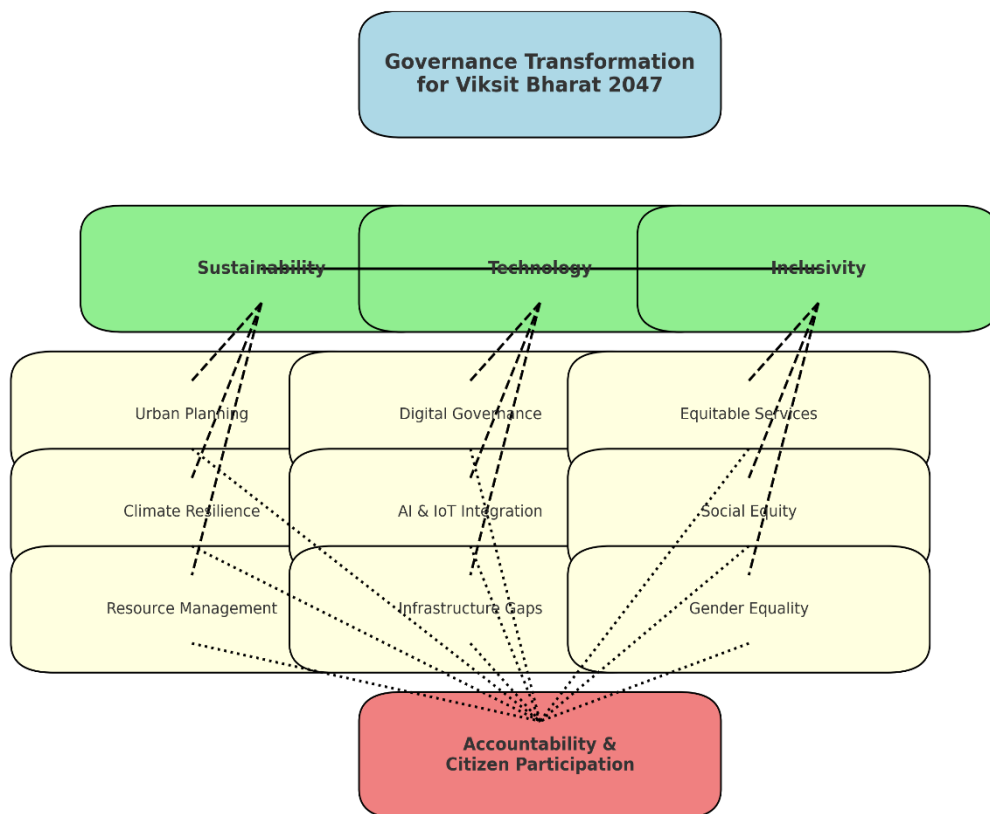 Governance Transformation
for Viksit Bharat 2047
Sustainability
Technology
Inclusivity
Urban Planning
Digital Governance
Equitable Services
Climate Resilience
AI & IoT Integration
Social Equity
Resource Management
Infrastructure Gaps
Gender Equality
Accountability &
Citizen Participation